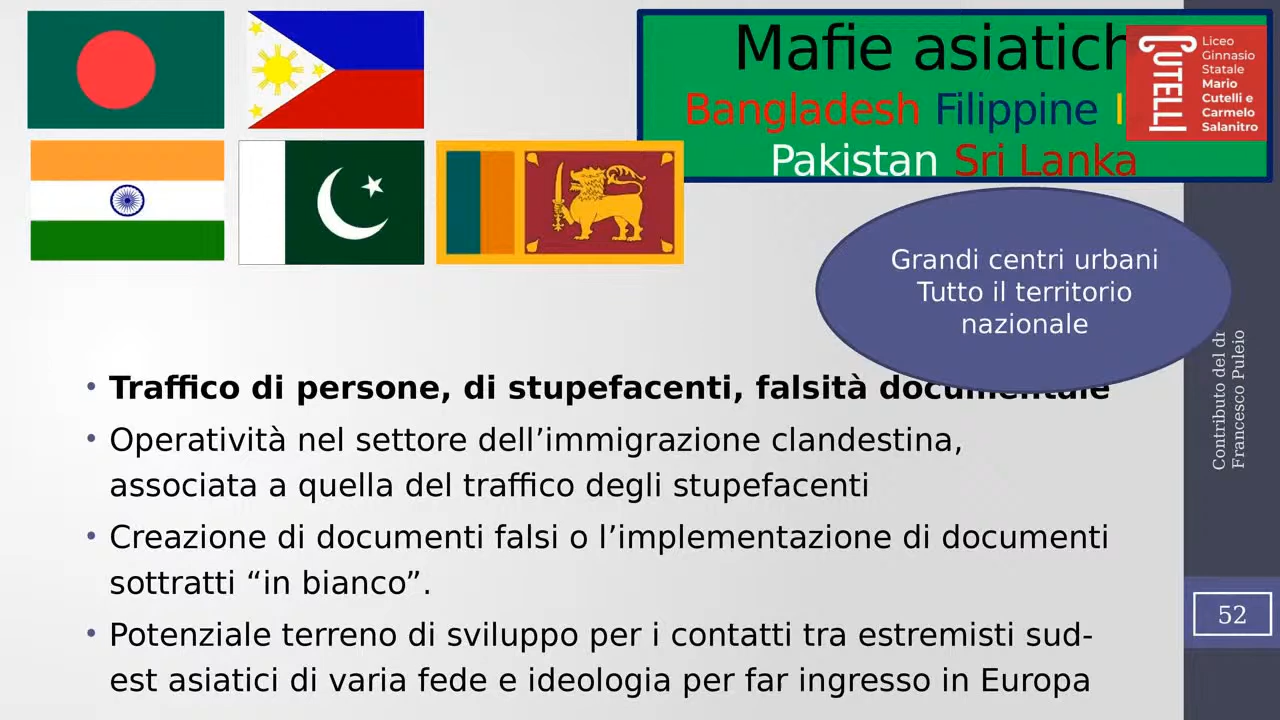 Mafie asiatich
Bangladesh Filippine I
Pakistan Sri Lanka
CUTELLI
Liceo
Ginnasio
Statale
Mario
Cutelli e
Carmelo
Salanitro
Grandi centri urbani
Tutto il territorio
nazionale
• Traffico di persone, di stupefacenti, falsità documentale
• Operatività nel settore dell’immigrazione clandestina,
associata a quella del traffico degli stupefacenti
• Creazione di documenti falsi o l’implementazione di documenti
sottratti “in bianco”.
• Potenziale terreno di sviluppo per i contatti tra estremisti sud-
est asiatici di varia fede e ideologia per far ingresso in Europa
Contributo del dr
Francesco Puleio
52